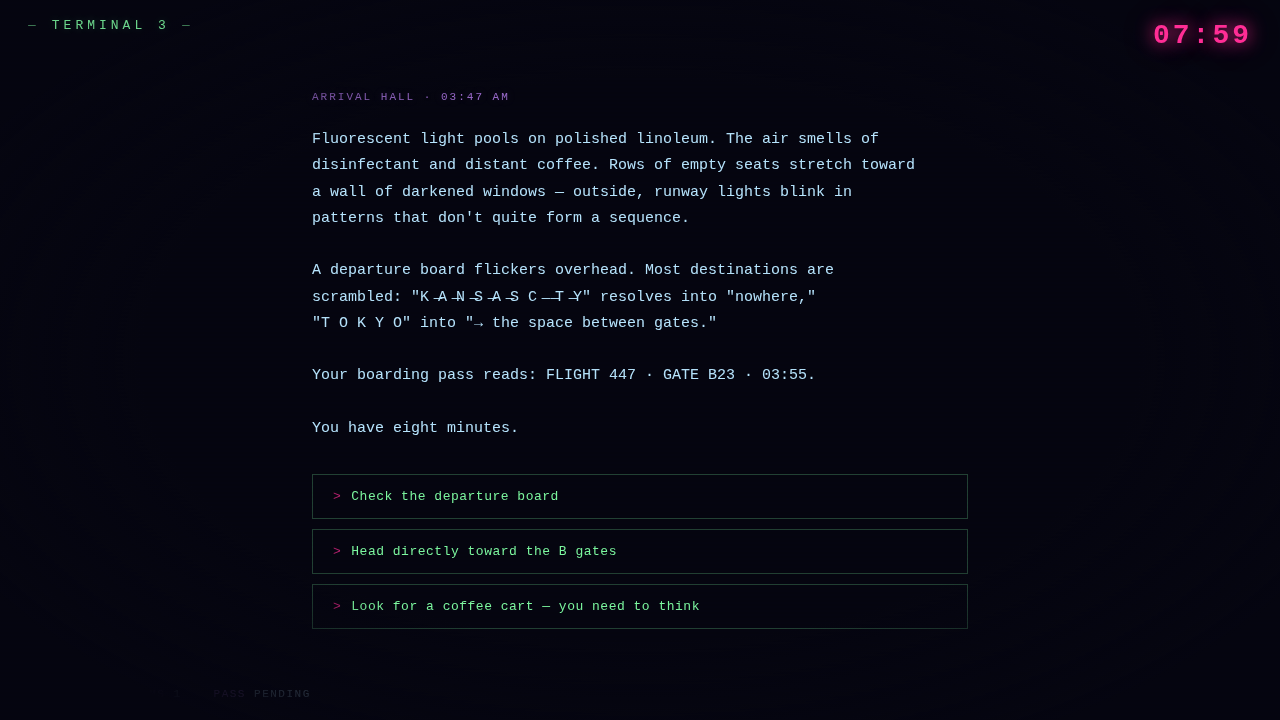 — TERMINAL 3 —
07:59
ARRIVAL HALL · 03:47 AM
Fluorescent light pools on polished linoleum. The air smells of
disinfectant and distant coffee. Rows of empty seats stretch toward
a wall of darkened windows — outside, runway lights blink in
patterns that don't quite form a sequence.
A departure board flickers overhead. Most destinations are
scrambled: "K̶ A̶ N̶ S̶ A̶ S C̶ ̶T̶ Y" resolves into "nowhere,"
"T O K Y O" into "→ the space between gates."
Your boarding pass reads: FLIGHT 447 · GATE B23 · 03:55.
You have eight minutes.
> Check the departure board
> Head directly toward the B gates
> Look for a coffee cart — you need to think
PASS PENDING